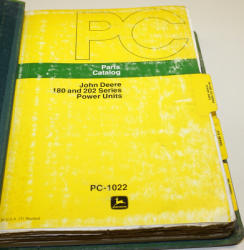 PC
Parts
Catalog
John Deere
180 and 202 Series
Power Units
PC-1022